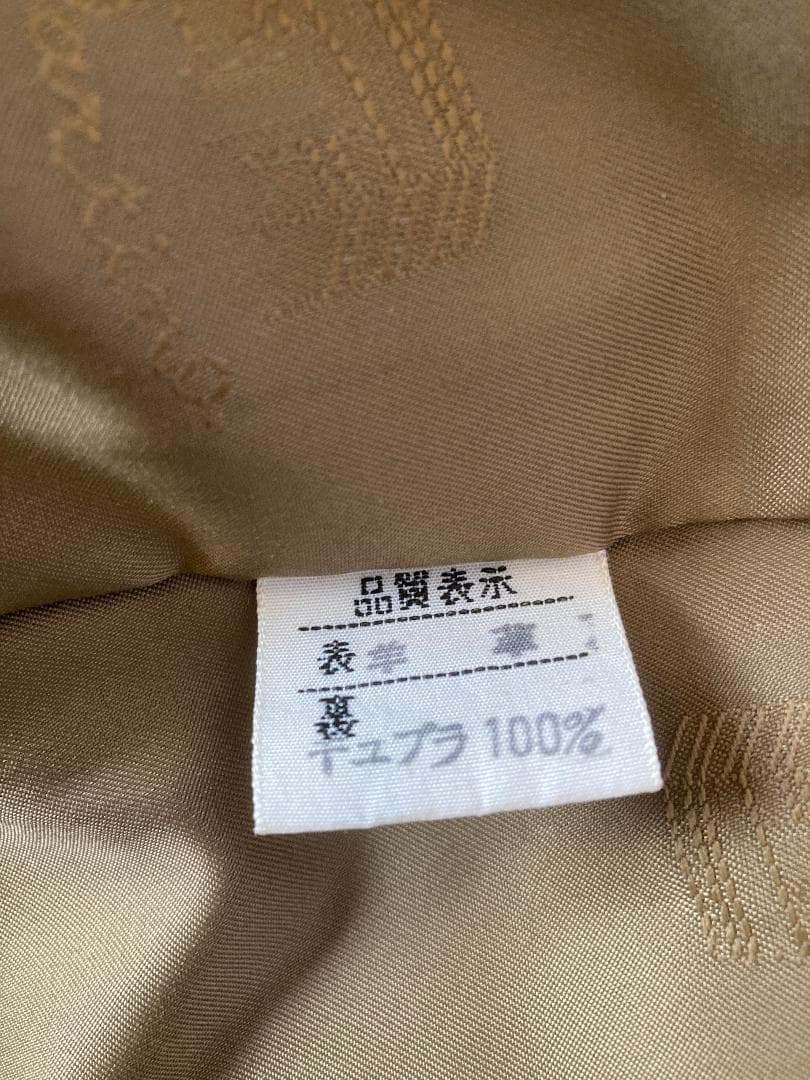 品質表示
表 羊 革
裏
キュプラ 100%